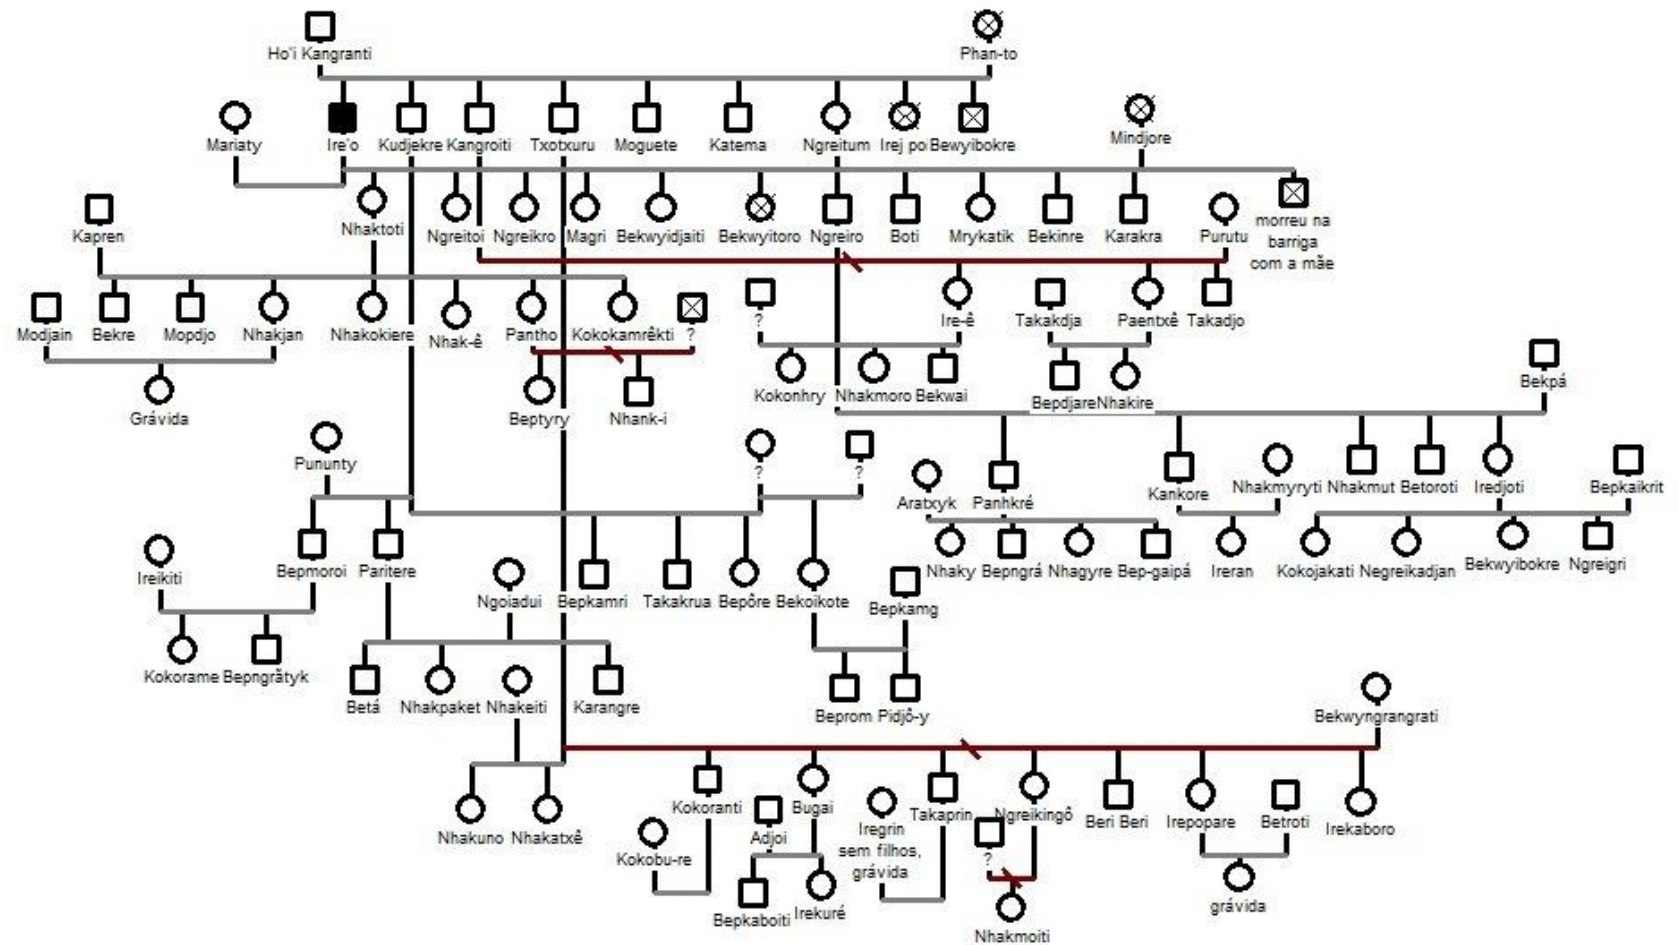 Ho'i Kangranti
Phan-to
Mariaty
Ire'o
Kudjekre
Kangroiti
Txotxuru
Moguete
Katema
Ngreitum
Irej po
Bewyibokre
Mindjore
Kapren
Nhaktoti
Ngreitoi
Ngreikro
Magri
Bekwyidjaiti
Bekwyitoro
Ngreiro
Boti
Mrykatik
Bekinre
Karakra
Purutu
morreu na
barriga
com a mãe
Modjain
Bekre
Mopdjo
Nhakjan
Nhakokiere
Nhak-ê
Pantho
Kokokamrêkti
?
?
Ire-ê
Takakdja
Paentxê
Takadjo
Grávida
Beptyry
Nhank-i
Kokonhry
Nhakmoro
Bekwai
Bepdjare
Nhakire
Bekpá
Pununty
?
?
Aratxyk
Panhkré
Kankore
Nhakmyryti
Nhakmut
Betoroti
Iredjoti
Bepkaikrit
Ireikiti
Bepmoroi
Paritere
Ngoiadui
Bepkamri
Takakrua
Bepôre
Bekoikote
Bepkamg
Nhaky
Bepngrá
Nhagyre
Bep-gaipá
Ireran
Kokojakati
Negreikadjan
Bekwyibokre
Ngreigri
Kokorame
Bepngrãtyk
Betá
Nhakpaket
Nhakeiti
Karangre
Beprom
Pidjô-y
Bekwyngrangrati
Nhakuno
Nhakatxê
Kokoranti
Bugai
Takaprin
Ngreikingô
Beri Beri
Irepopare
Betroti
Irekaboro
Kokobu-re
Adjoi
Iregrin
sem filhos,
grávida
?
Bepkaboiti
Irekuré
Nhakmoiti
grávida